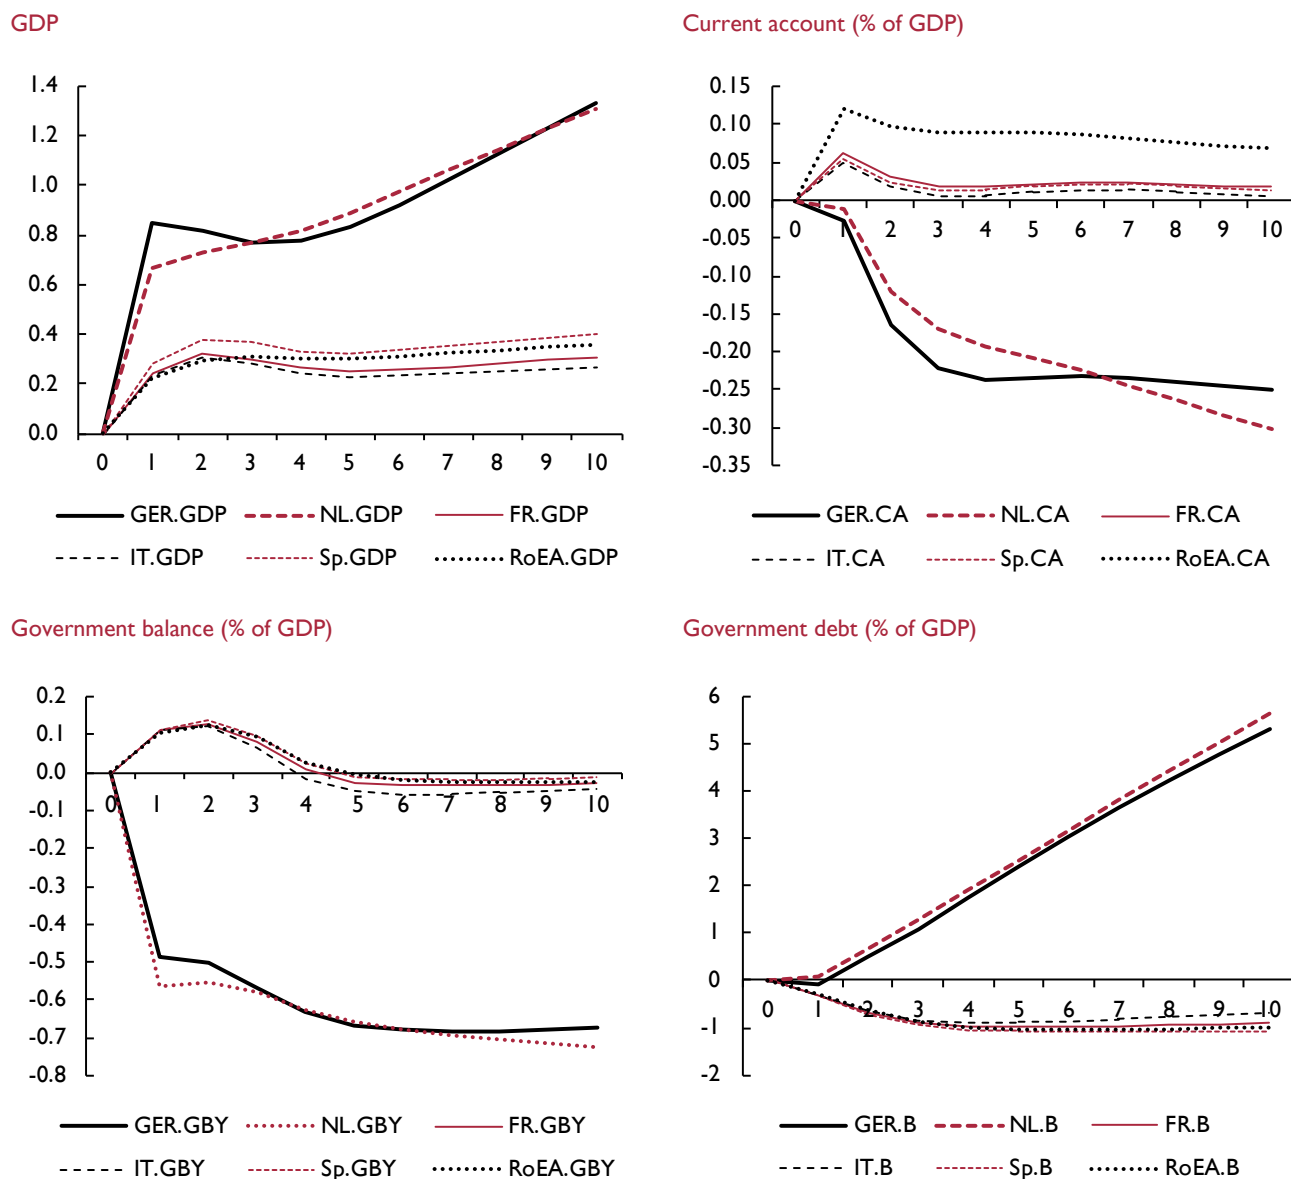 GDP
1.4
1.2
1.0
0.8
0.6
0.4
0.2
0.0
0 1 2 3 4 5 6 7 8 9 10
GER.GDP NL.GDP FR.GDP
IT.GDP Sp.GDP RoEA.GDP
Current account (% of GDP)
0.15
0.10
0.05
0.00
-0.05
-0.10
-0.15
-0.20
-0.25
-0.30
-0.35
0 1 2 3 4 5 6 7 8 9 10
GER.CA NL.CA FR.CA
IT.CA Sp.CA RoEA.CA
Government balance (% of GDP)
0.2
0.1
0.0
-0.1
-0.2
-0.3
-0.4
-0.5
-0.6
-0.7
-0.8
0 1 2 3 4 5 6 7 8 9 10
GER.GBY NL.GBY FR.GBY
IT.GBY Sp.GBY RoEA.GBY
Government debt (% of GDP)
6
5
4
3
2
1
0
-1
-2
0 1 2 3 4 5 6 7 8 9 10
GER.B NL.B FR.B
IT.B Sp.B RoEA.B